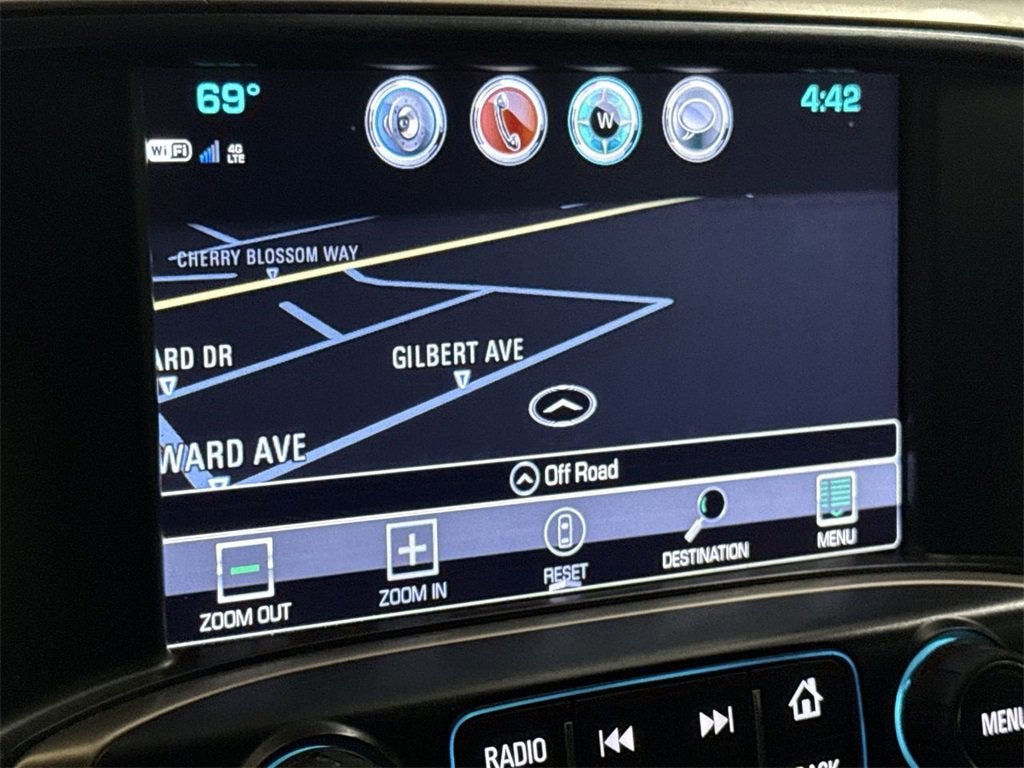 69°
W
4:42
WiFi
4G
LTE
CHERRY BLOSSOM WAY
ARD DR
GILBERT AVE
WARD AVE
Off Road
ZOOM OUT
ZOOM IN
RESET
DESTINATION
MENU
RADIO
MENU